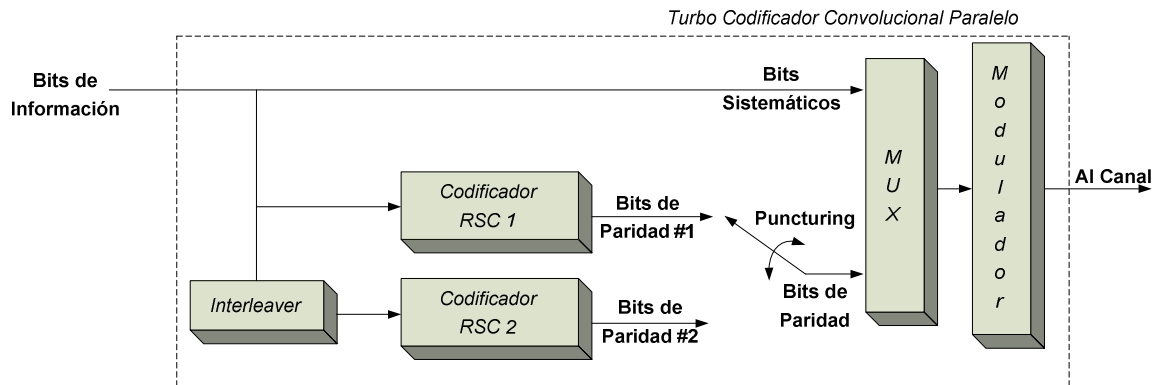 Turbo Codificador Convolucional Paralelo
Bits de
Información
Bits
Sistemáticos
Codificador
RSC 1
Bits de
Paridad #1
Puncturing
Bits de
Paridad
Interleaver
Codificador
RSC 2
Bits de
Paridad #2
M
U
X
M
o
d
u
l
a
d
o
r
Al Canal